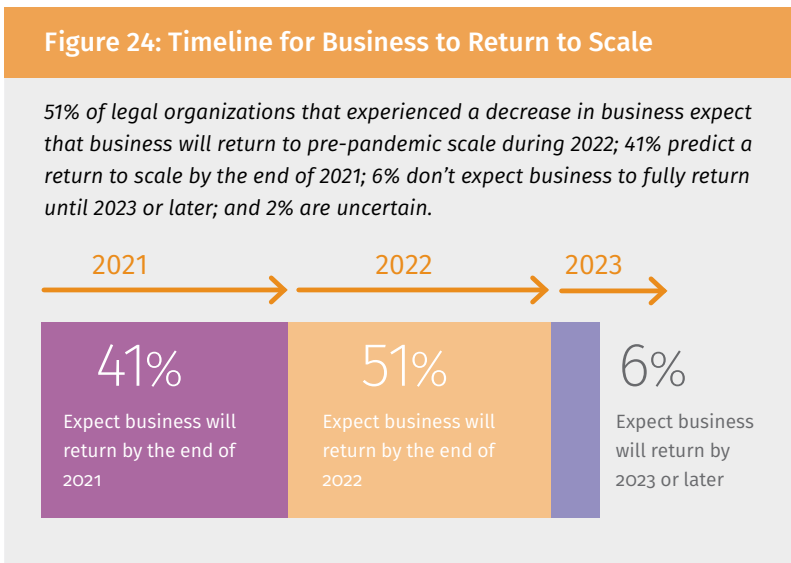 Figure 24: Timeline for Business to Return to Scale
51% of legal organizations that experienced a decrease in business expect
that business will return to pre-pandemic scale during 2022; 41% predict a
return to scale by the end of 2021; 6% don’t expect business to fully return
until 2023 or later; and 2% are uncertain.
2021
2022
2023
41%
Expect business will
return by the end of
2021
51%
Expect business will
return by the end of
2022
6%
Expect business
will return by
2023 or later